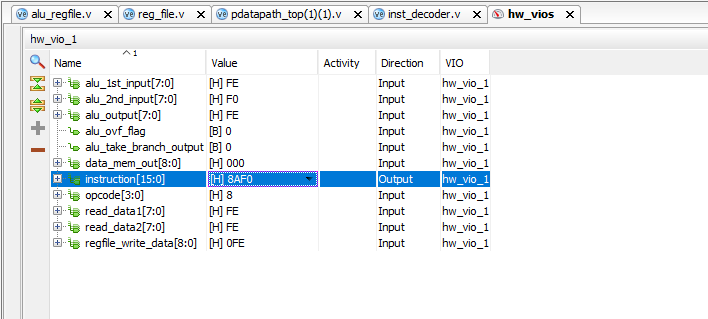 alu_regfile.v reg_file.v pdatapath_top(1)(1).v inst_decoder.v hw_vios
hw_vio_1
Name 1 Value Activity Direction VIO
alu_1st_input[7:0] [H] FE Input hw_vio_1
alu_2nd_input[7:0] [H] F0 Input hw_vio_1
alu_output[7:0] [H] FE Input hw_vio_1
alu_ovf_flag [B] 0 Input hw_vio_1
alu_take_branch_output [B] 0 Input hw_vio_1
data_mem_out[8:0] [H] 000 Input hw_vio_1
instruction[15:0] [H] 8AF0 Output hw_vio_1
opcode[3:0] [H] 8 Input hw_vio_1
read_data1[7:0] [H] FE Input hw_vio_1
read_data2[7:0] [H] FE Input hw_vio_1
regfile_write_data[8:0] [H] 0FE Input hw_vio_1